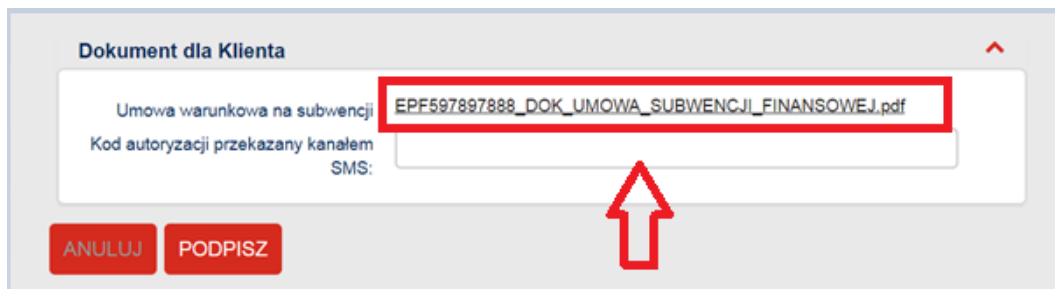 Dokument dla Klienta
Umowa warunkowa na subwencji EPF597897888_DOK_UMOWA_SUBWENCJI_FINANSOWEJ.pdf
Kod autoryzacji przekazany kanałem
SMS:
ANULUJ PODPISZ